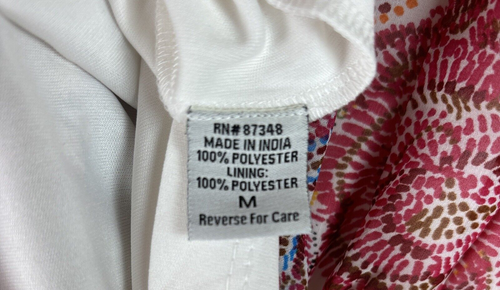 RN# 87348
MADE IN INDIA
100% POLYESTER
LINING:
100% POLYESTER
M
Reverse For Care